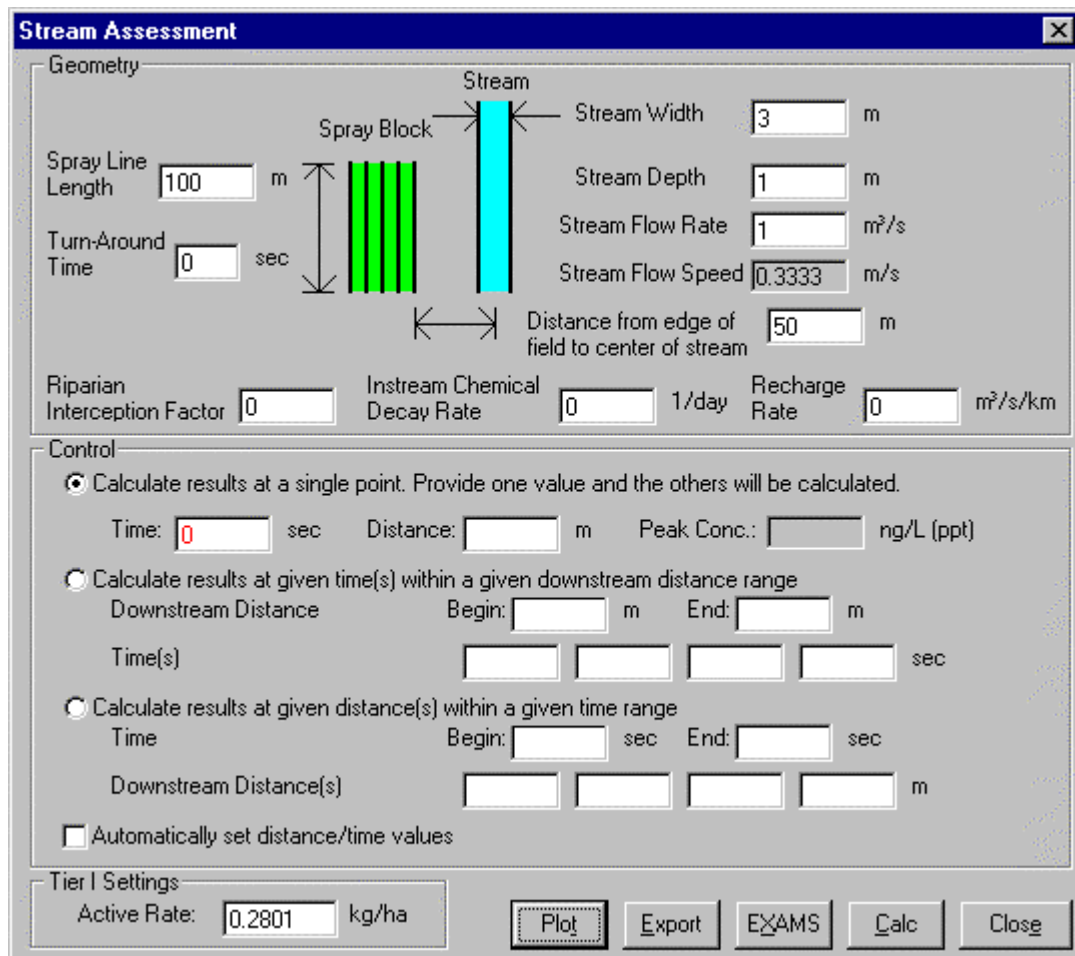 Stream Assessment
Geometry
Stream
Spray Block
Stream Width 3 m
Spray Line Length 100 m
Stream Depth 1 m
Stream Flow Rate 1 m³/s
Turn-Around Time 0 sec
Stream Flow Speed 0.3333 m/s
Distance from edge of field to center of stream 50 m
Riparian Interception Factor 0
Instream Chemical Decay Rate 0 1/day
Recharge Rate 0 m³/s/km
Control
Calculate results at a single point. Provide one value and the others will be calculated.
Time: 0 sec Distance: m Peak Conc.: ng/L (ppt)
Calculate results at given time(s) within a given downstream distance range
Downstream Distance Begin: m End: m
Time(s) sec
Calculate results at given distance(s) within a given time range
Time Begin: sec End: sec
Downstream Distance(s) m
Automatically set distance/time values
Tier I Settings
Active Rate: 0.2801 kg/ha
Plot Export EXAMS Calc Close